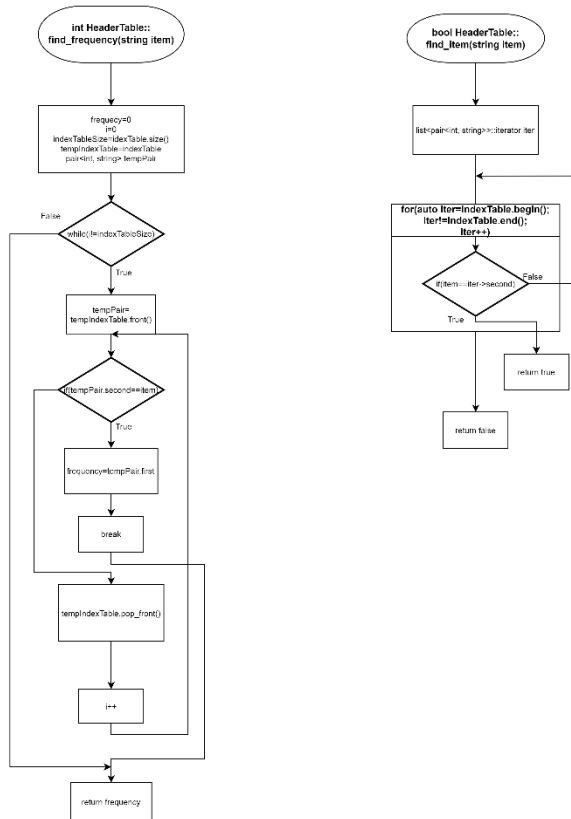 int HeaderTable::
find_frequency(string item)
frequecy=0
i=0
indexTableSize=idexTable.size()
tempIndexTable=indexTable
pair<int, string> tempPair
False
while(i!=indexTableSize)
True
tempPair=
tempIndexTable.front()
if(tempPair.second==item)
True
frequency=tempPair.first
break
tempIndexTable.pop_front()
i++
return frequency
bool HeaderTable::
find_item(string item)
list<pair<int, string>>::iterator iter
for(auto iter=indexTable.begin();
iter!=indexTable.end();
iter++)
if(item==iter->second)
False
True
return true
return false